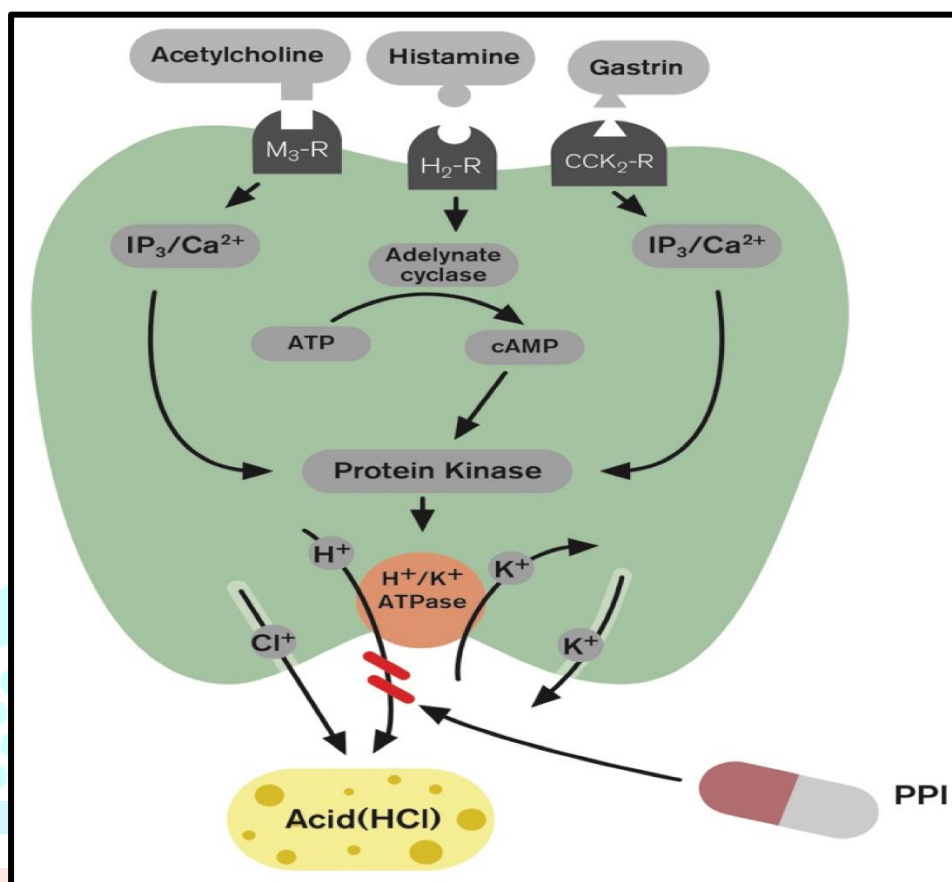 Acetylcholine
Histamine
Gastrin
M₃-R
H₂-R
CCK₂-R
IP₃/Ca²⁺
Adelynate
cyclase
IP₃/Ca²⁺
ATP
cAMP
Protein Kinase
H⁺
H⁺/K⁺
ATPase
K⁺
Cl⁺
K⁺
Acid(HCl)
PPI